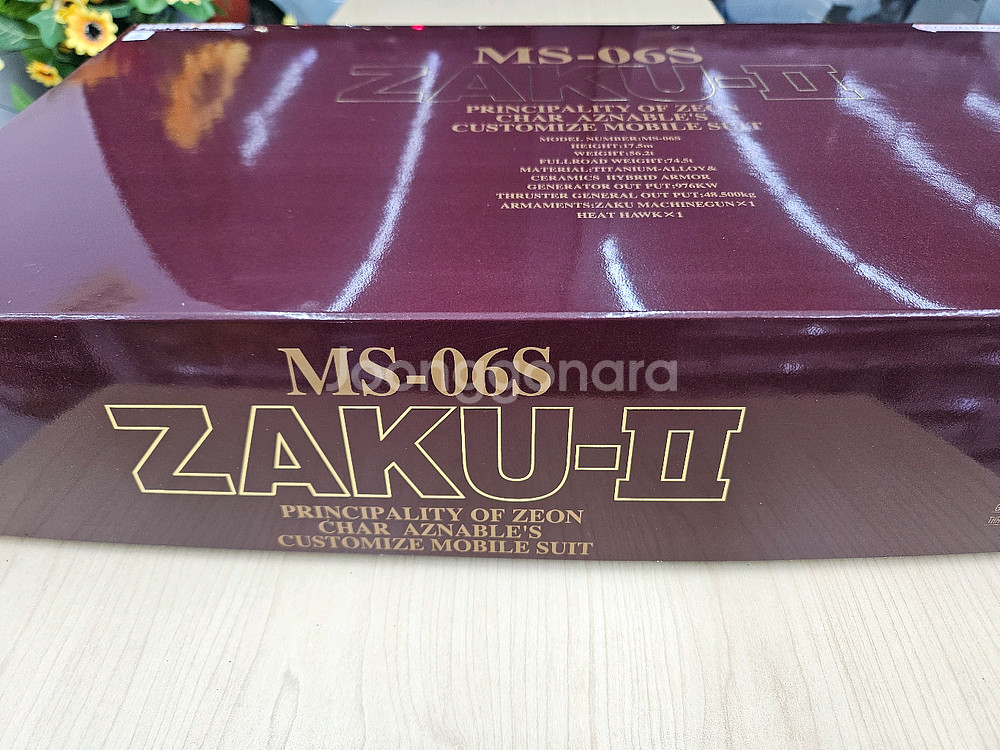 MS-06S
ZAKU-II
PRINCIPALITY OF ZEON
CHAR AZNABLE'S
CUSTOMIZE MOBILE SUIT
MODEL NUMBER:MS-06S
HEIGHT:17.5m
WEIGHT:56.2t
FULLROAD WEIGHT:74.5t
MATERIAL:TITANIUM-ALLOY&
CERAMICS HYBRID ARMOR
GENERATOR OUT PUT:976KW
THRUSTER GENERAL OUT PUT:48.500kg
ARMAMENTS:ZAKU MACHINEGUN×1
HEAT HAWK×1
Joonggonara
MS-06S
ZAKU-II
PRINCIPALITY OF ZEON
CHAR AZNABLE'S
CUSTOMIZE MOBILE SUIT